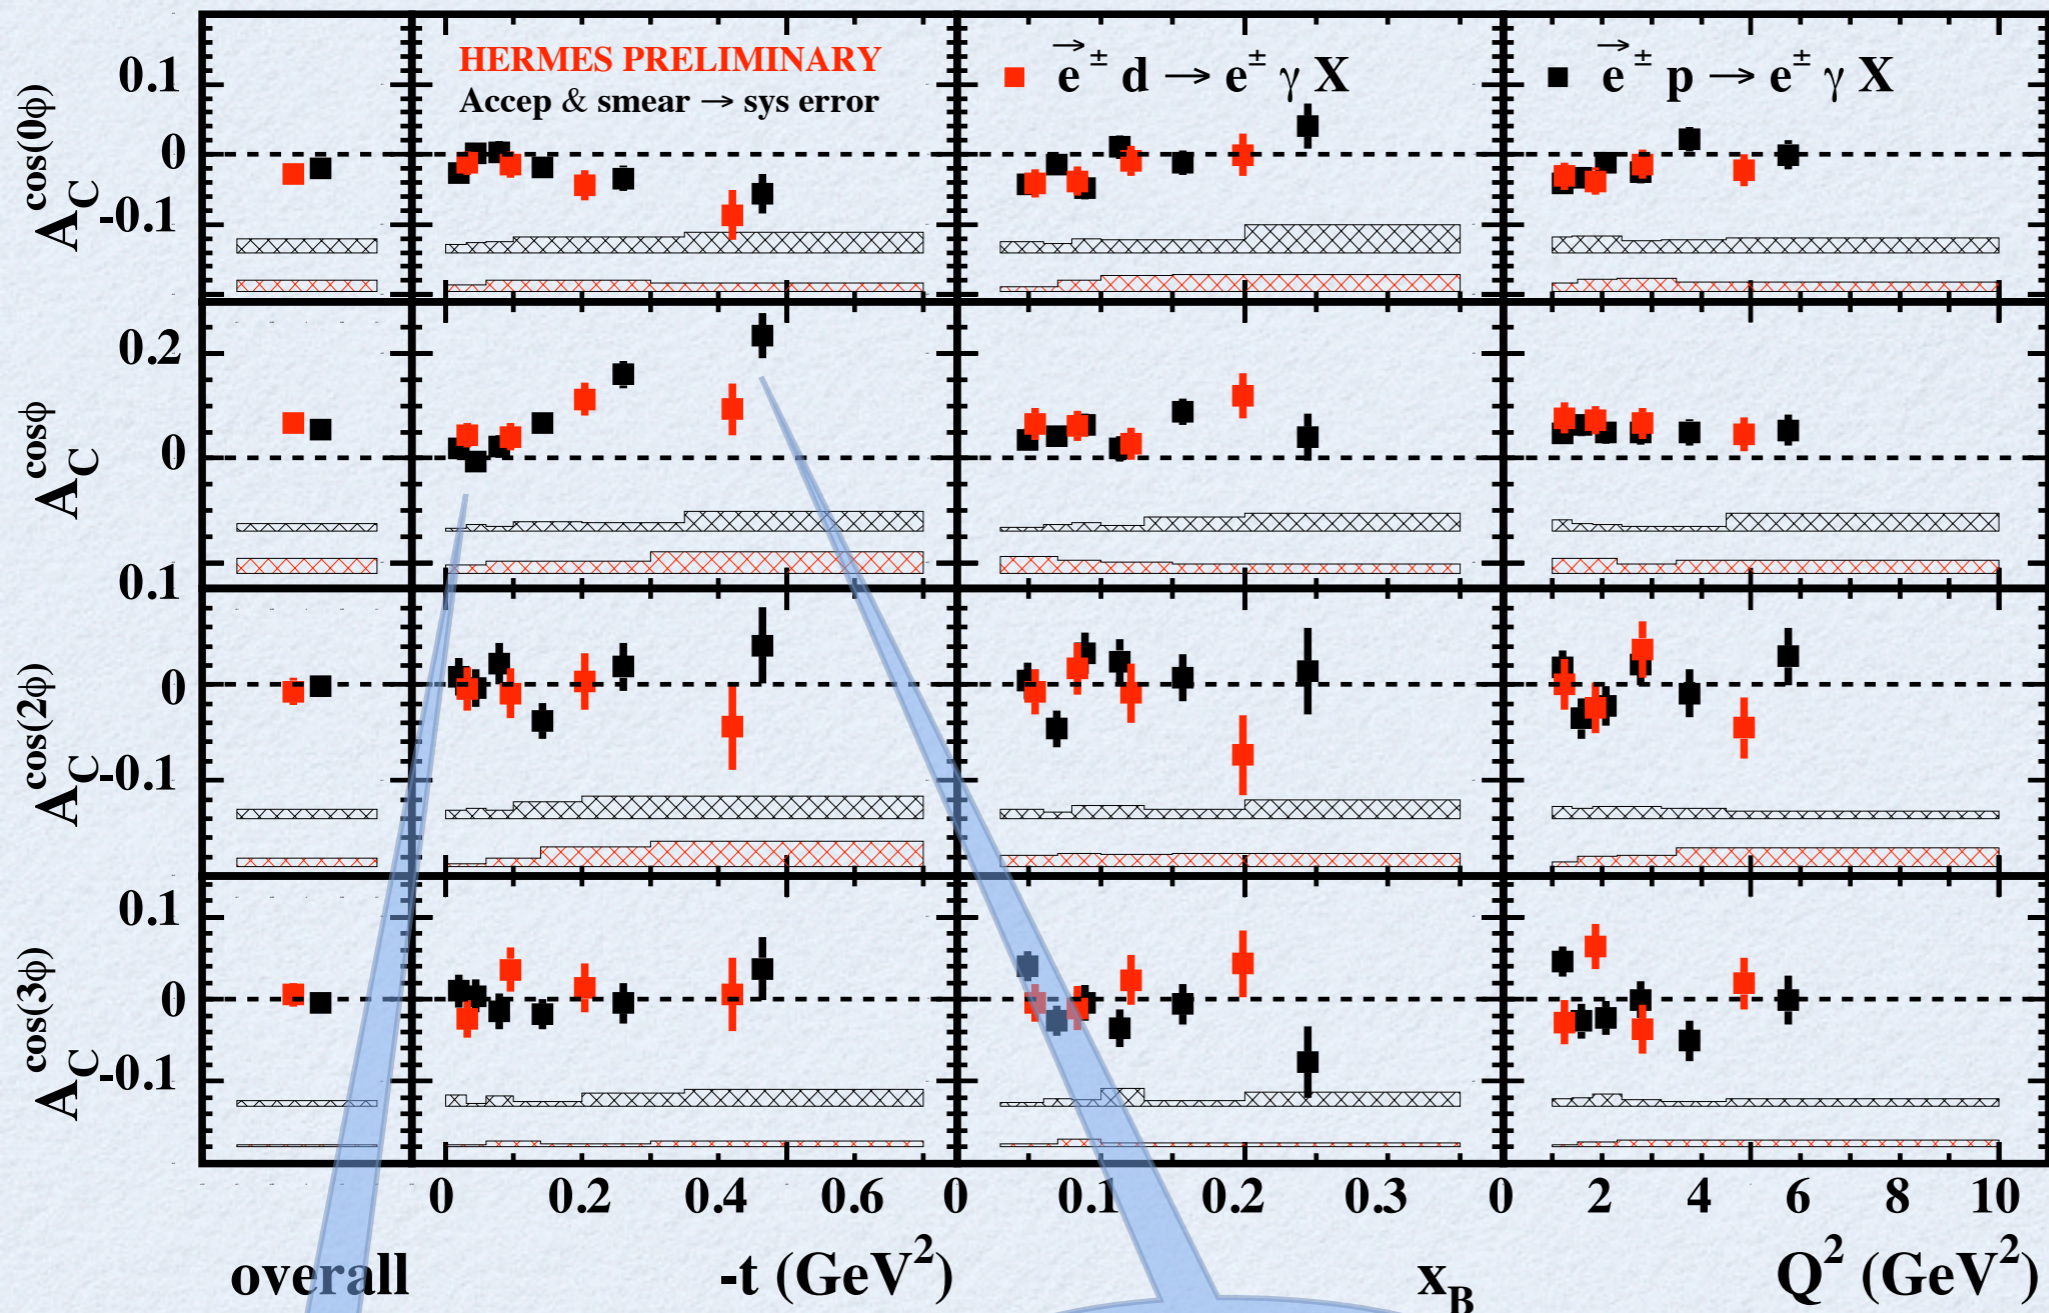 HERMES PRELIMINARY
Accep & smear → sys error
e⃗± d → e± γ X
e⃗± p → e± γ X
A_C^cos(0ϕ)
0.1
0
-0.1
A_C^cosϕ
0.2
0
A_C^cos(2ϕ)
0.1
0
-0.1
A_C^cos(3ϕ)
0.1
0
-0.1
0 0.2 0.4 0.6 0 0.1 0.2 0.3 0 2 4 6 8 10
overall -t (GeV²) x_B Q² (GeV²)